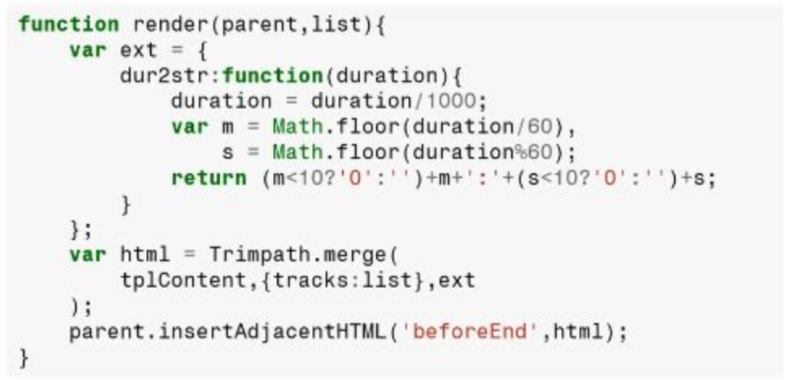 function render(parent,list){
    var ext = {
        dur2str:function(duration){
            duration = duration/1000;
            var m = Math.floor(duration/60),
                s = Math.floor(duration%60);
            return (m<10?'0':'')+m+':'+(s<10?'0':'')+s;
        }
    };
    var html = Trimpath.merge(
        tplContent,{tracks:list},ext
    );
    parent.insertAdjacentHTML('beforeEnd',html);
}